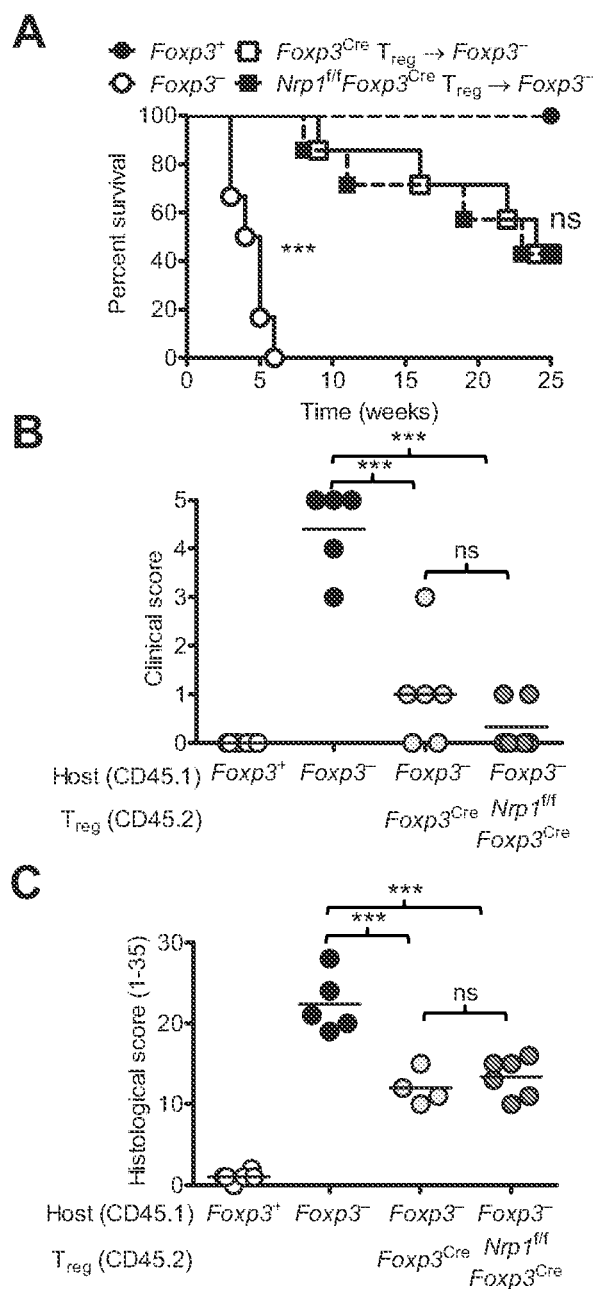 A
Foxp3+ Foxp3Cre Treg → Foxp3−
Foxp3− Nrp1f/fFoxp3Cre Treg → Foxp3−
100
80
60
40
20
0
Percent survival
***
ns
0 5 10 15 20 25
Time (weeks)
B
***
***
ns
5
4
3
2
1
0
Clinical score
Host (CD45.1) Foxp3+ Foxp3− Foxp3− Foxp3−
Treg (CD45.2) Foxp3Cre Nrp1f/f
Foxp3Cre
C
***
***
ns
30
20
10
0
Histological score (1-35)
Host (CD45.1) Foxp3+ Foxp3− Foxp3− Foxp3−
Treg (CD45.2) Foxp3Cre Nrp1f/f
Foxp3Cre